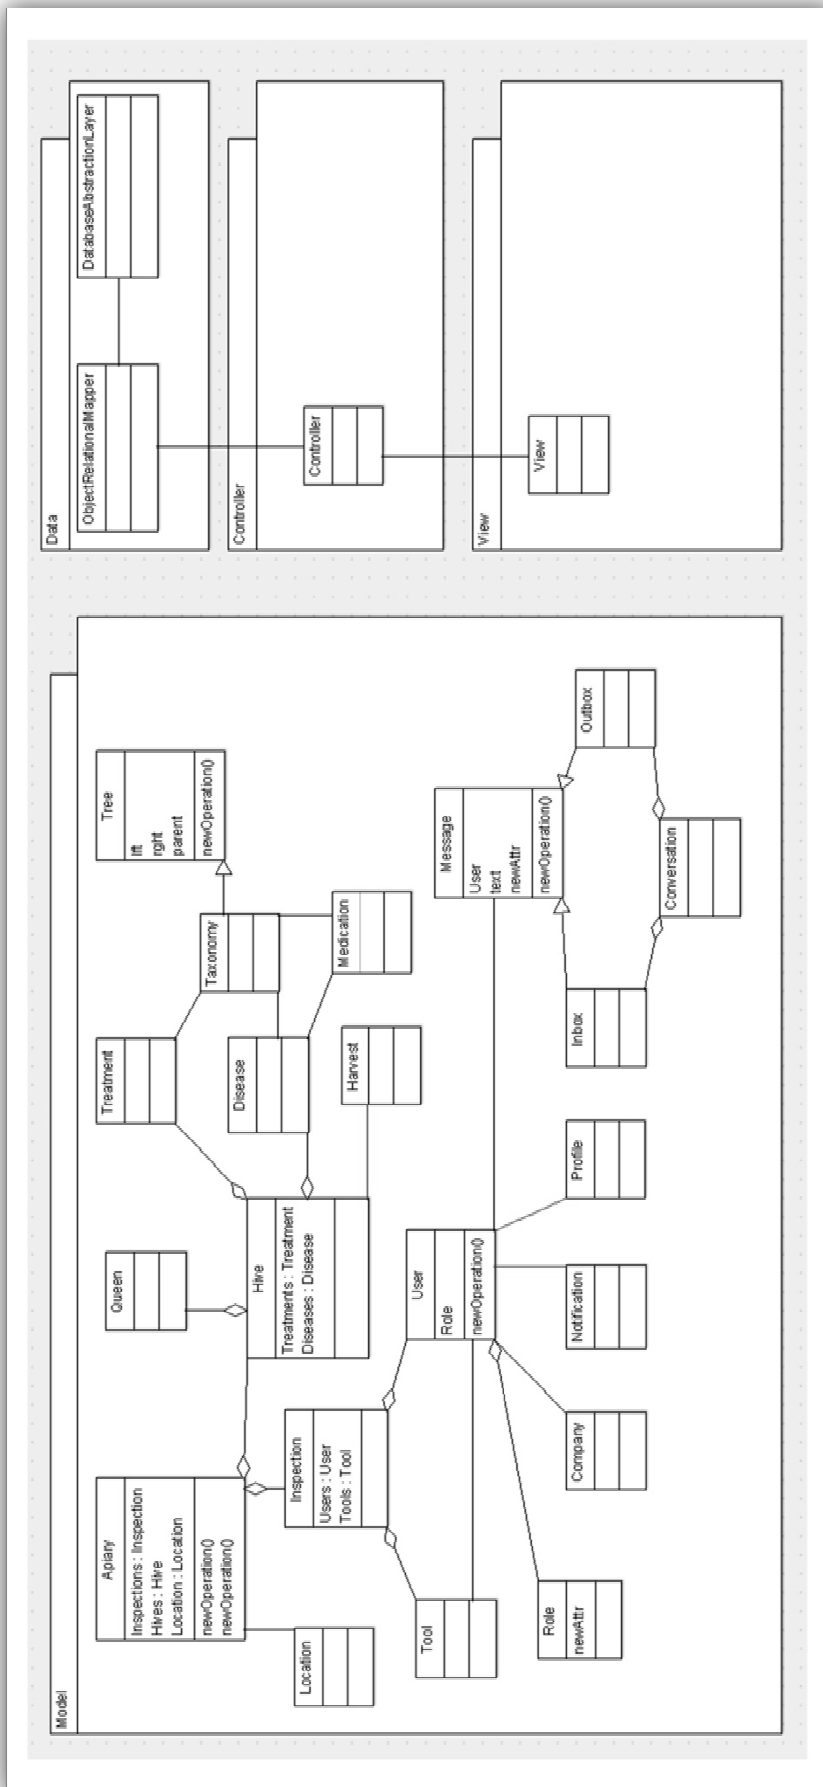 Model
Apiary
Inspections : Inspection
Hives : Hive
Location : Location
newOperation()
newOperation()
Location
Queen
Hive
Treatments : Treatment
Diseases : Disease
Treatment
Disease
Harvest
Taxonomy
Medication
Tree
lft
rght
parent
newOperation()
Inspection
Users : User
Tools : Tool
Tool
User
Role
newOperation()
Role
newAttr
Company
Notification
Profile
Message
User
text
newAttr
newOperation()
Inbox
Outbox
Conversation
Data
ObjectRelationalMapper
DatabaseAbstractionLayer
Controller
Controller
View
View